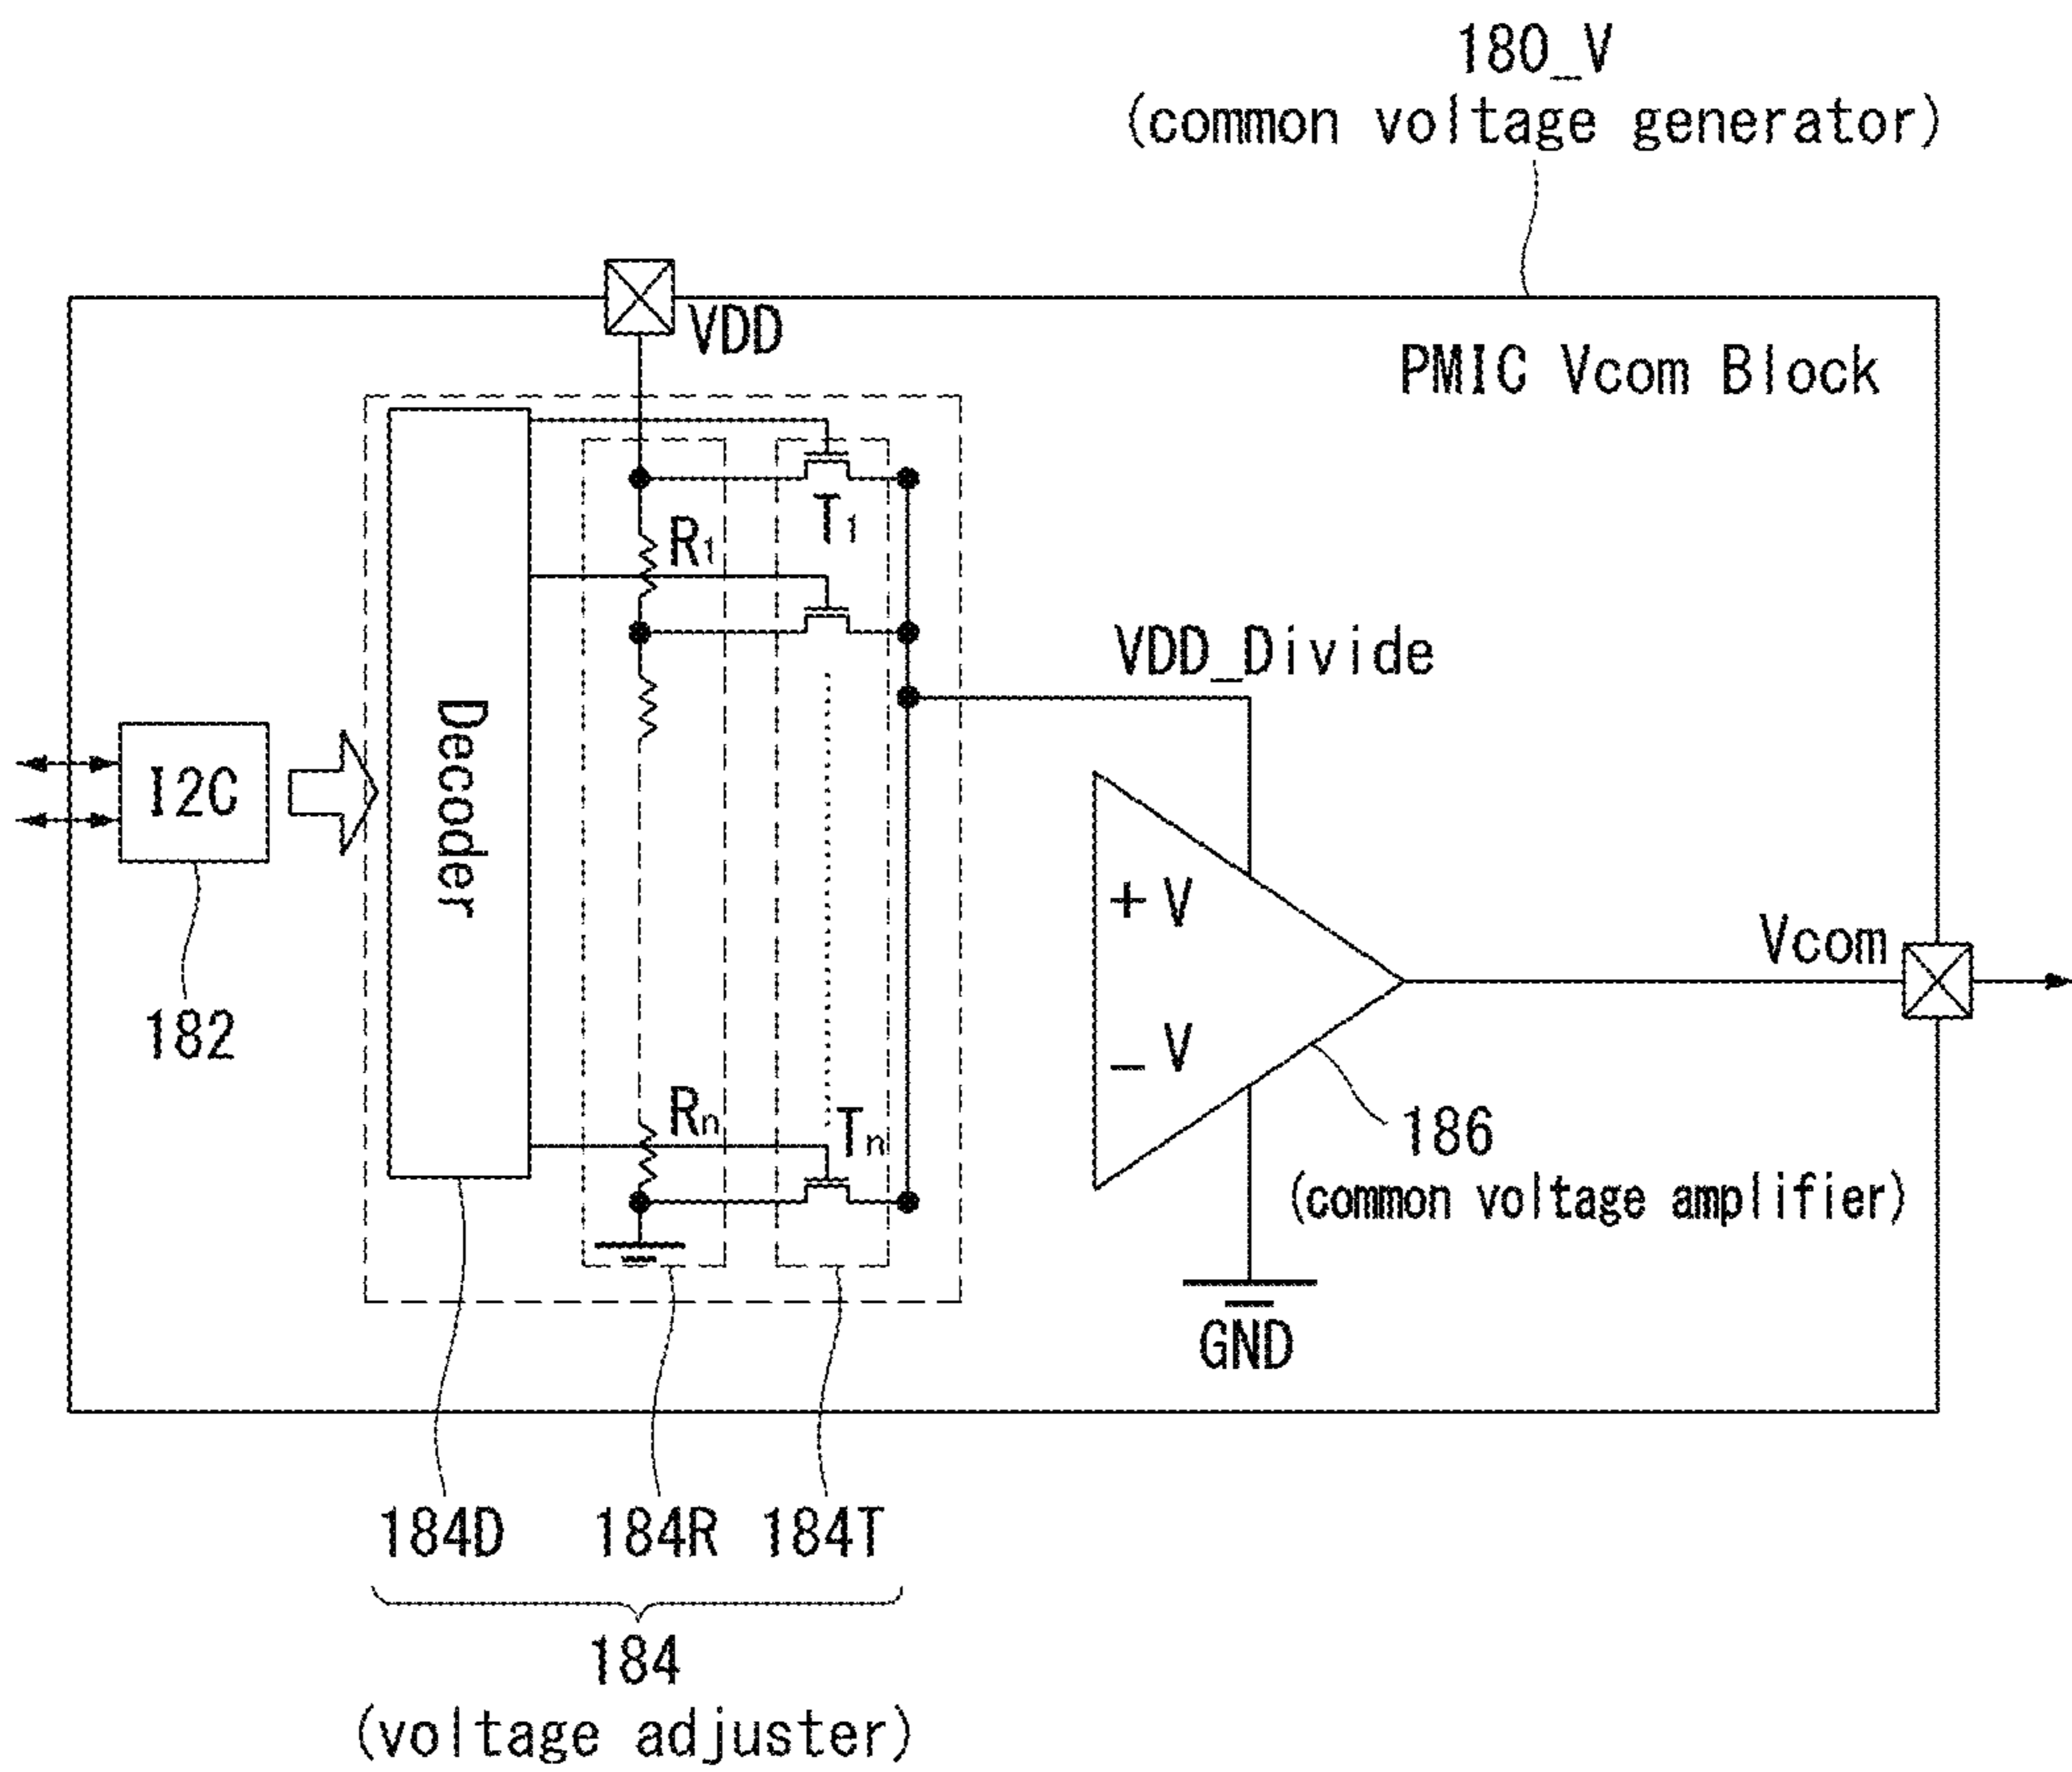 180_V
(common voltage generator)
VDD
PMIC Vcom Block
T1
R1
VDD_Divide
Decoder
I2C
+V
Vcom
-V
182
Rn
Tn
186
(common voltage amplifier)
GND
184D 184R 184T
184
(voltage adjuster)